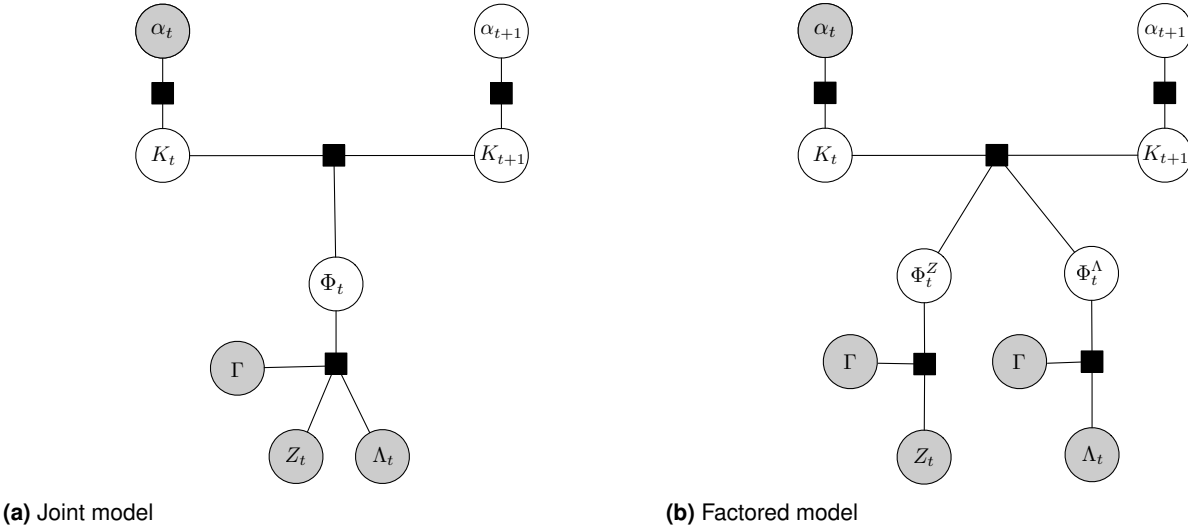 α_t α_{t+1}
K_t K_{t+1}
Φ_t
Γ
Z_t Λ_t
(a) Joint model
α_t α_{t+1}
K_t K_{t+1}
Φ_t^Z Φ_t^Λ
Γ Γ
Z_t Λ_t
(b) Factored model